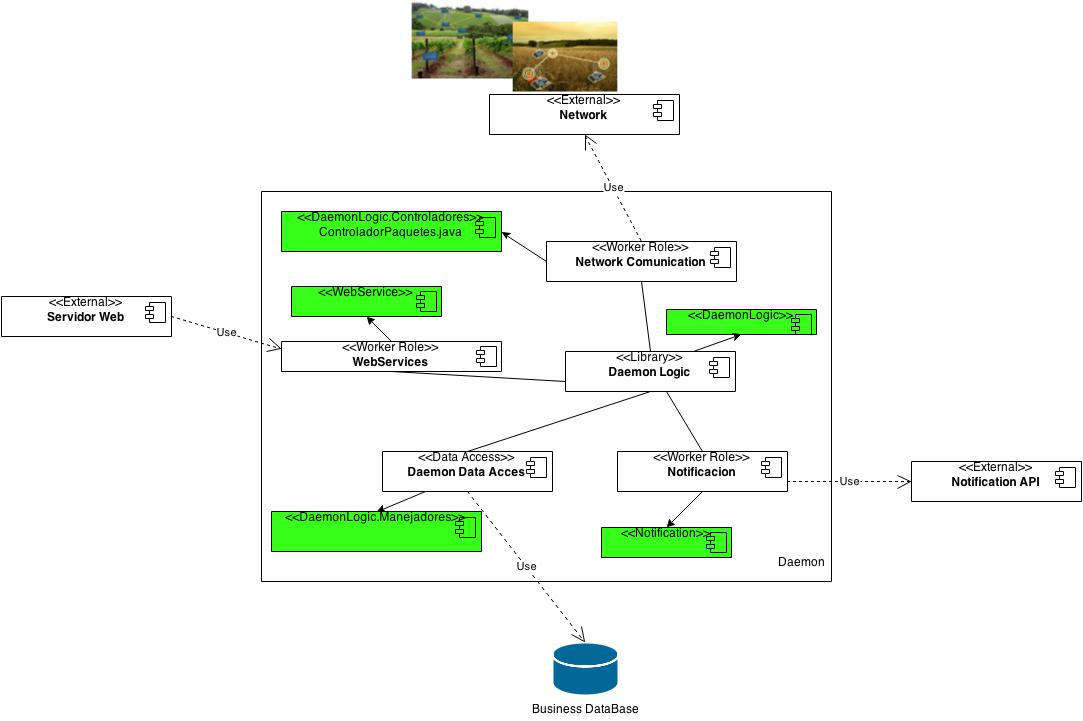 <<External>>
Network
Use
<<DaemonLogic.Controladores>>
ControladorPaquetes.java
<<Worker Role>>
Network Comunication
<<WebService>>
<<External>>
Servidor Web
Use
<<DaemonLogic>>
<<Worker Role>>
WebServices
<<Library>>
Daemon Logic
<<Data Access>>
Daemon Data Acces
<<Worker Role>>
Notificacion
Use
<<External>>
Notification API
<<DaemonLogic.Manejadores>>
<<Notification>>
Daemon
Use
Business DataBase